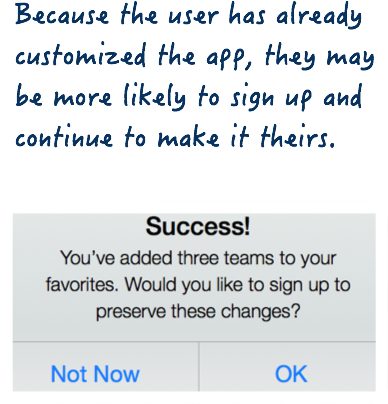 Because the user has already
customized the app, they may
be more likely to sign up and
continue to make it theirs.
Success!
You've added three teams to your
favorites. Would you like to sign up to
preserve these changes?
Not Now
OK